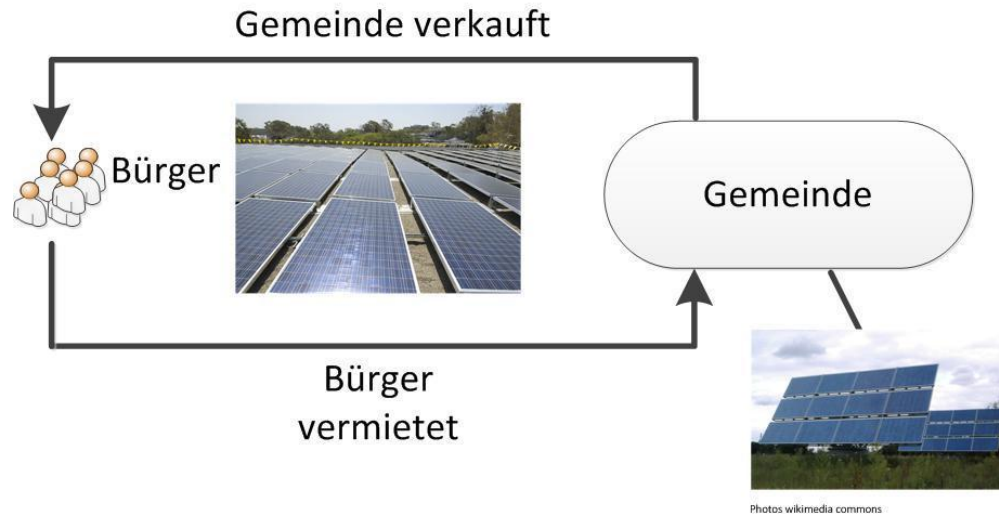 Gemeinde verkauft
Bürger
Gemeinde
Bürger
vermietet
Photos wikimedia commons